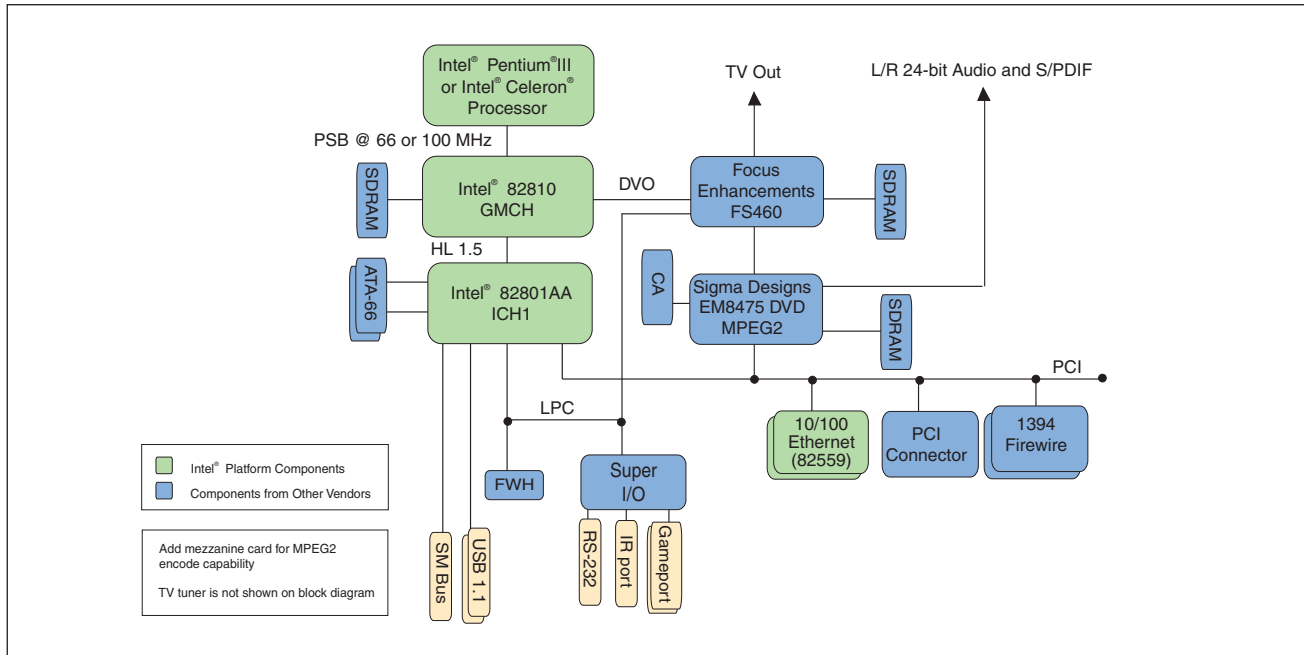 Intel® Pentium®III
or Intel® Celeron®
Processor
TV Out
L/R 24-bit Audio and S/PDIF
PSB @ 66 or 100 MHz
SDRAM
Intel® 82810
GMCH
DVO
Focus
Enhancements
FS460
SDRAM
HL 1.5
ATA-66
Intel® 82801AA
ICH1
CA
Sigma Designs
EM8475 DVD
MPEG2
SDRAM
PCI
LPC
10/100
Ethernet
(82559)
PCI
Connector
1394
Firewire
Intel® Platform Components
Components from Other Vendors
FWH
Super
I/O
Add mezzanine card for MPEG2
encode capability
TV tuner is not shown on block diagram
SM Bus
USB 1.1
RS-232
IR port
Gameport